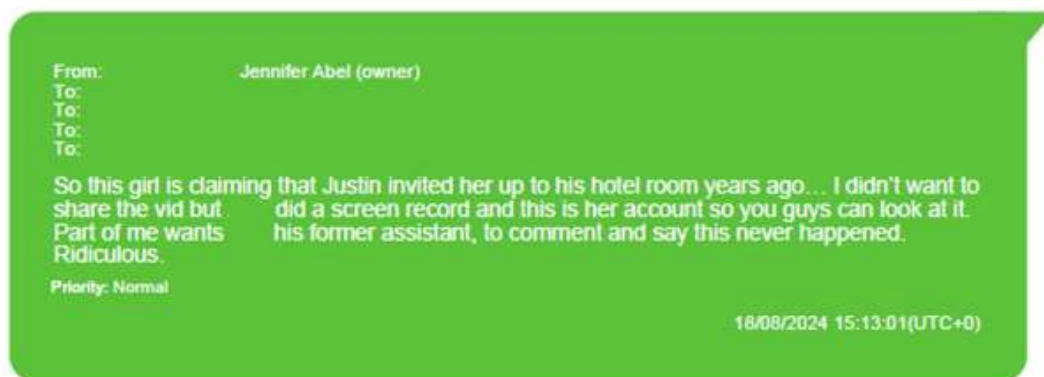 From: Jennifer Abel (owner)
To:
To:
To:
To:
So this girl is claiming that Justin invited her up to his hotel room years ago… I didn't want to
share the vid but did a screen record and this is her account so you guys can look at it.
Part of me wants his former assistant, to comment and say this never happened.
Ridiculous.
Priority: Normal
18/08/2024 15:13:01(UTC+0)